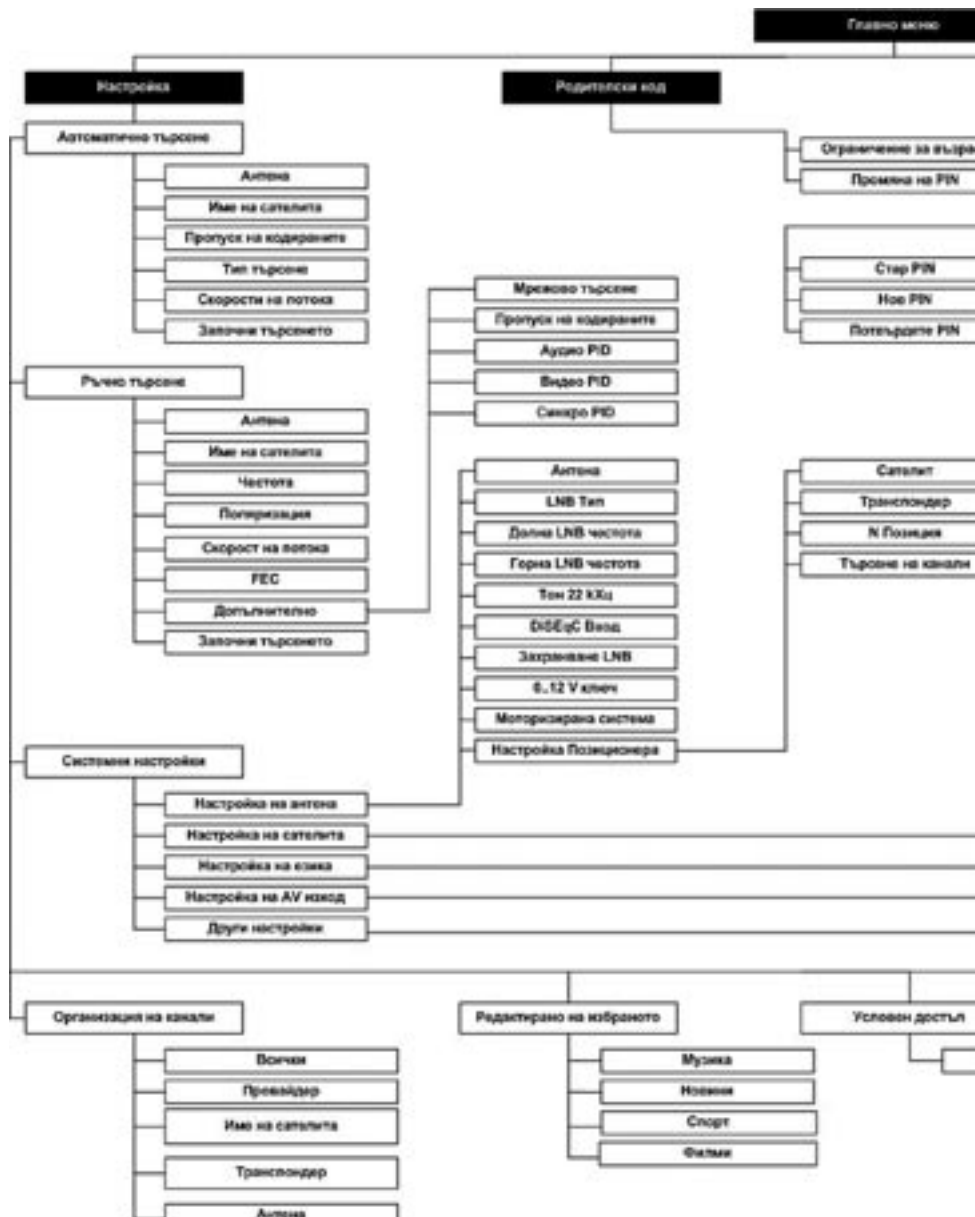 Главно меню
Настройка
Родителски код
Автоматично търсене
Антена
Име на сателита
Пропуск на кодираните
Тип търсене
Скорости на потока
Започни търсенето
Ограничение за възрас
Промяна на PIN
Стар PIN
Нов PIN
Потвърдете PIN
Мрежово търсене
Пропуск на кодираните
Аудио PID
Видео PID
Синхро PID
Ръчно търсене
Антена
Име на сателита
Честота
Поляризация
Скорост на потока
FEC
Допълнително
Започни търсенето
Антена
LNB Тип
Долна LNB честота
Горна LNB честота
Тон 22 kХц
DiSEqC Вход
Захранване LNB
0..12 V ключ
Моторизирана система
Настройка Позиционера
Сателит
Транспондер
N Позиция
Търсене на канали
Системни настройки
Настройка на антена
Настройка на сателита
Настройка на езика
Настройка на AV изход
Други настройки
Организация на канали
Всички
Провайдер
Име на сателита
Транспондер
Антена
Редактирано на избраното
Музика
Новини
Спорт
Филми
Условен достъп